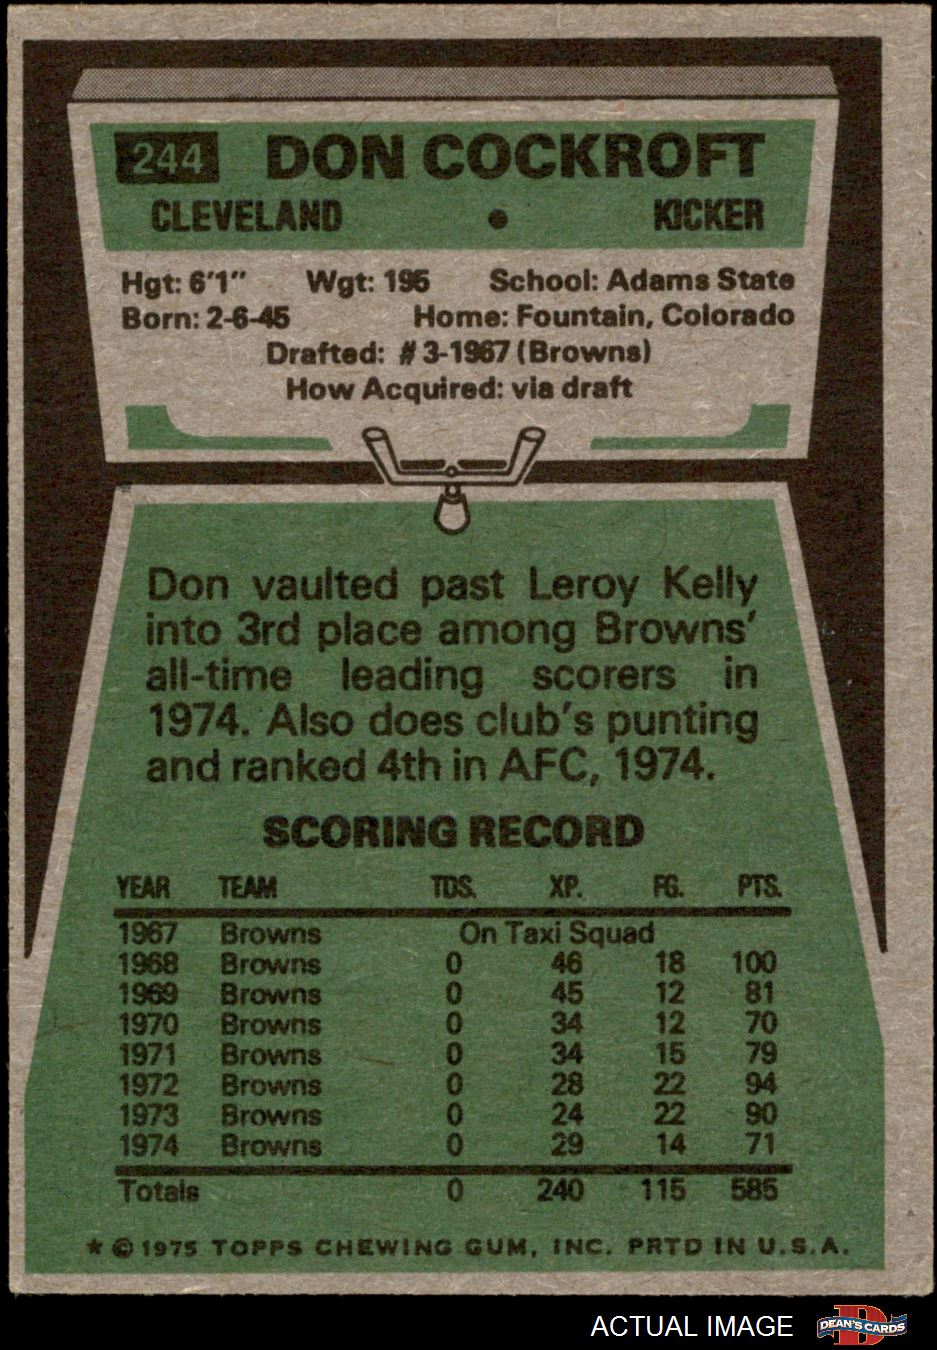 244 DON COCKROFT
CLEVELAND • KICKER
Hgt: 6'1" Wgt: 195 School: Adams State
Born: 2-6-45 Home: Fountain, Colorado
Drafted: #3-1967 (Browns)
How Acquired: via draft
Don vaulted past Leroy Kelly
into 3rd place among Browns'
all-time leading scorers in
1974. Also does club's punting
and ranked 4th in AFC, 1974.
SCORING RECORD
YEAR TEAM TDS. XP. FG. PTS.
1967 Browns On Taxi Squad
1968 Browns 0 46 18 100
1969 Browns 0 45 12 81
1970 Browns 0 34 12 70
1971 Browns 0 34 15 79
1972 Browns 0 28 22 94
1973 Browns 0 24 22 90
1974 Browns 0 29 14 71
Totals 0 240 115 585
★ © 1975 TOPPS CHEWING GUM, INC. PRTD IN U.S.A.
ACTUAL IMAGE D DEAN'S CARDS